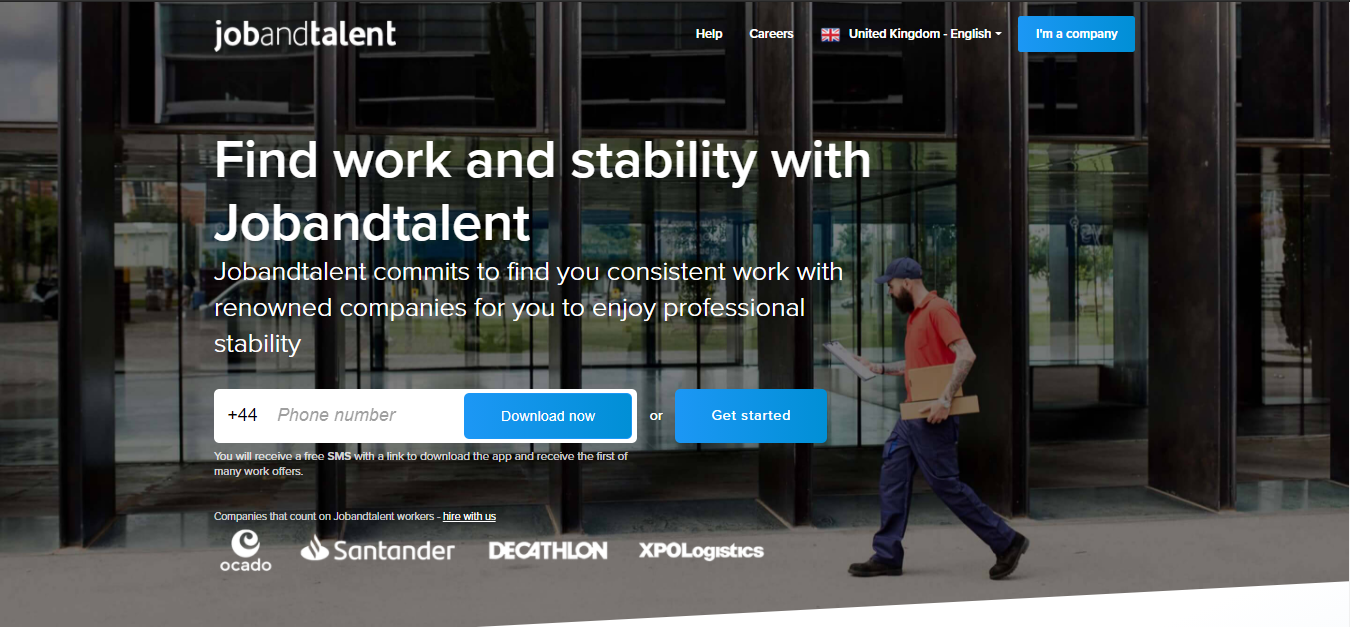 jobandtalent
Help
Careers
United Kingdom - English
I'm a company
Find work and stability with
Jobandtalent
Jobandtalent commits to find you consistent work with
renowned companies for you to enjoy professional
stability
+44
Phone number
Download now
or
Get started
You will receive a free SMS with a link to download the app and receive the first of
many work offers.
Companies that count on Jobandtalent workers - hire with us
ocado
Santander
DECATHLON
XPOLogistics